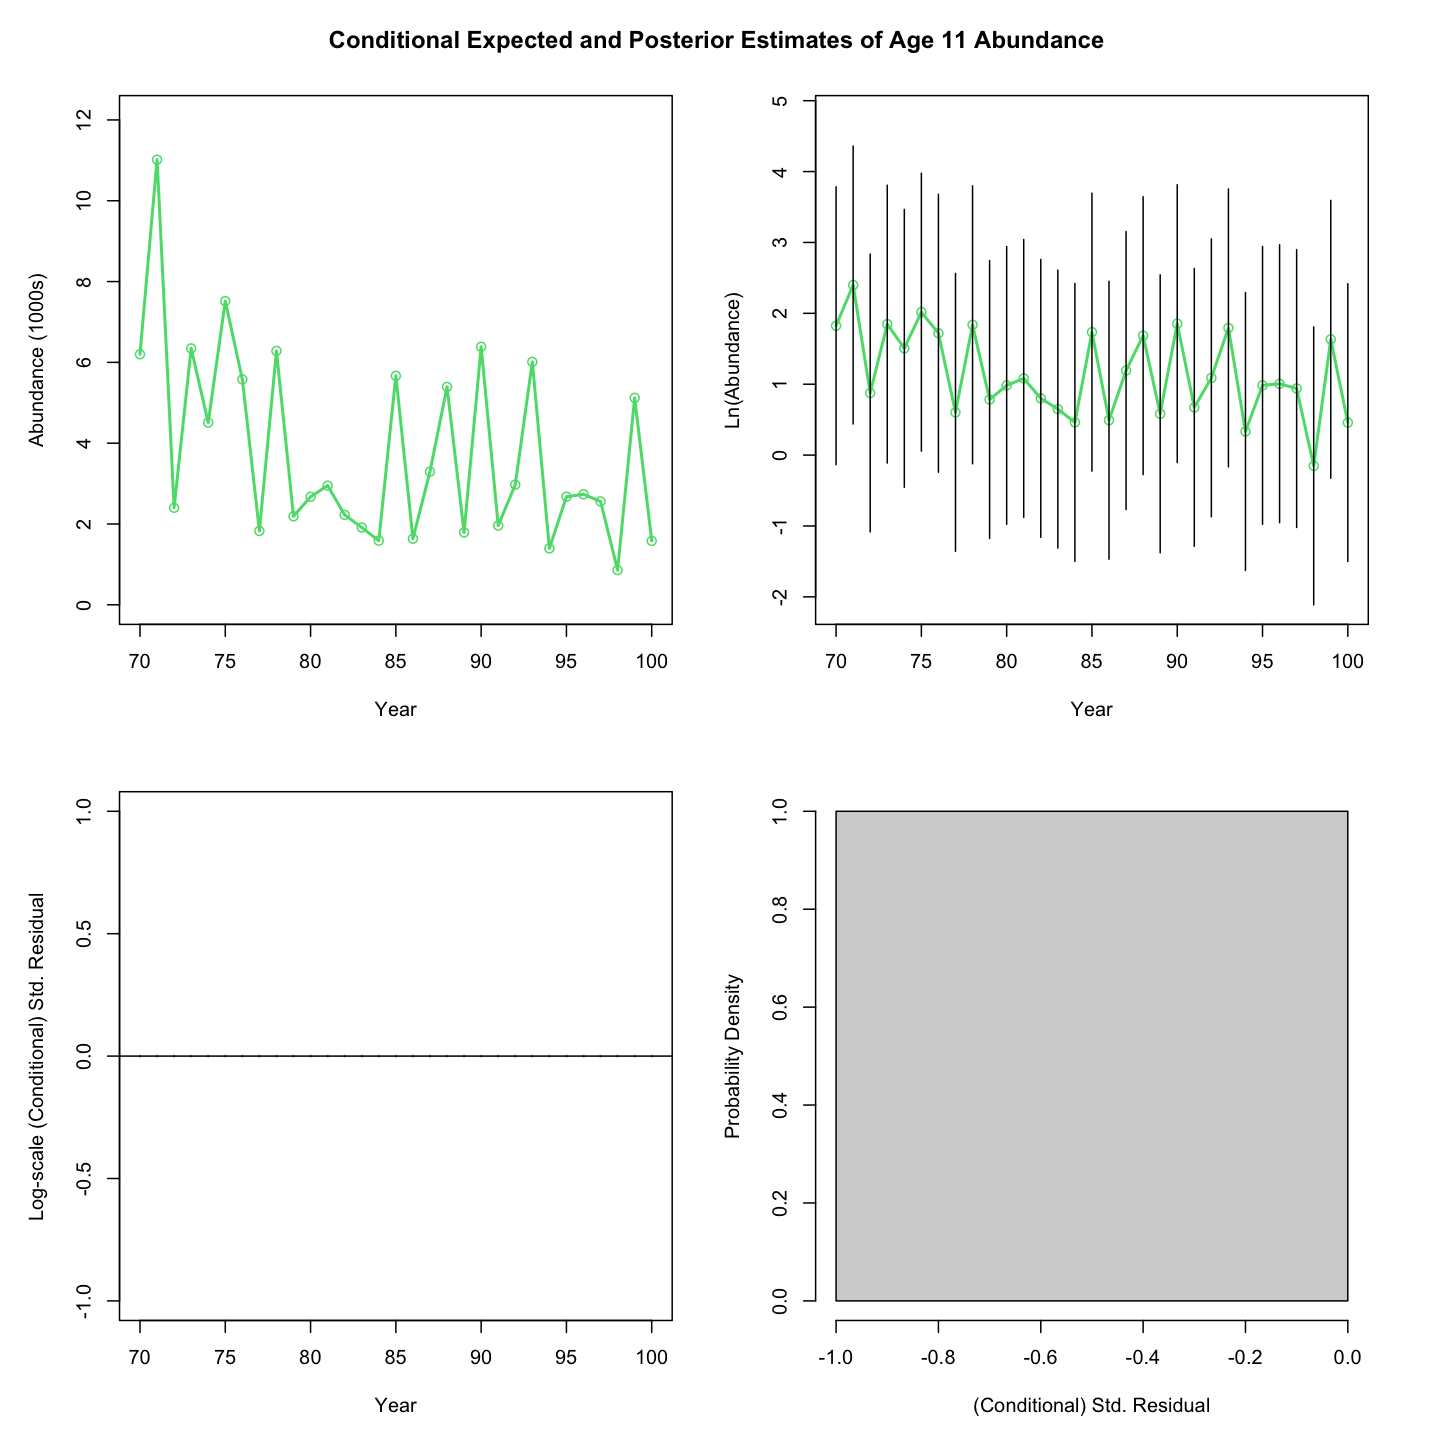 Conditional Expected and Posterior Estimates of Age 11 Abundance
Abundance (1000s)
12
10
8
6
4
2
0
70 75 80 85 90 95 100
Year
Ln(Abundance)
5
4
3
2
1
0
-1
-2
70 75 80 85 90 95 100
Year
Log-scale (Conditional) Std. Residual
1.0
0.5
0.0
-0.5
-1.0
70 75 80 85 90 95 100
Year
Probability Density
1.0
0.8
0.6
0.4
0.2
0.0
-1.0 -0.8 -0.6 -0.4 -0.2 0.0
(Conditional) Std. Residual